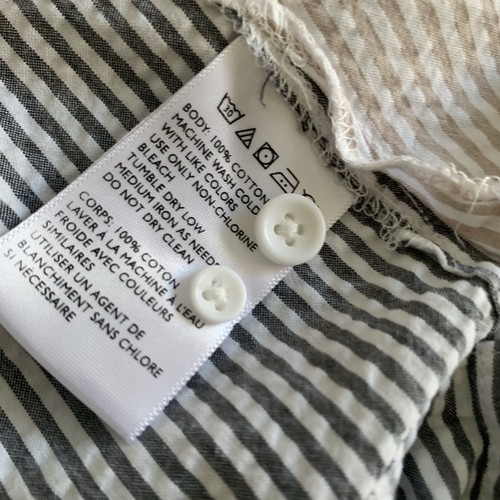 30
BODY: 100% COTTON
MACHINE WASH COLD
WITH LIKE COLORS
USE ONLY NON-CHLORINE
BLEACH
TUMBLE DRY LOW
MEDIUM IRON AS NEED
DO NOT DRY CLEAN
CORPS: 100% COTON
LAVER À LA MACHINE À L'EAU
FROIDE AVEC COULEURS
SIMILAIRES
UTILISER UN AGENT DE
BLANCHIMENT SANS CHLORE
SI NÉCESSAIRE